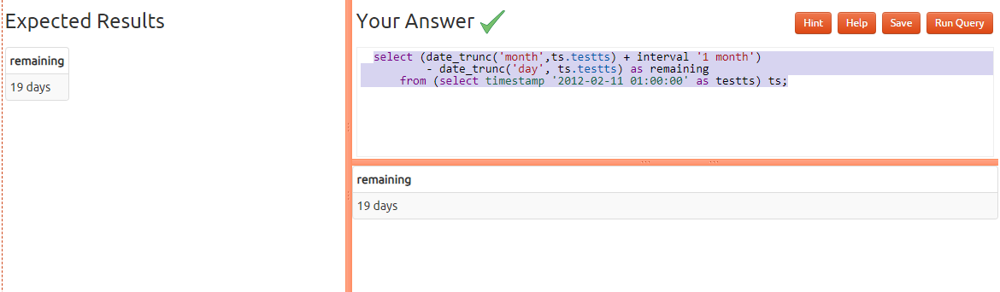 Expected Results
remaining
19 days
Your Answer
Hint Help Save Run Query
select (date_trunc('month',ts.testts) + interval '1 month')
- date_trunc('day', ts.testts) as remaining
from (select timestamp '2012-02-11 01:00:00' as testts) ts;
remaining
19 days